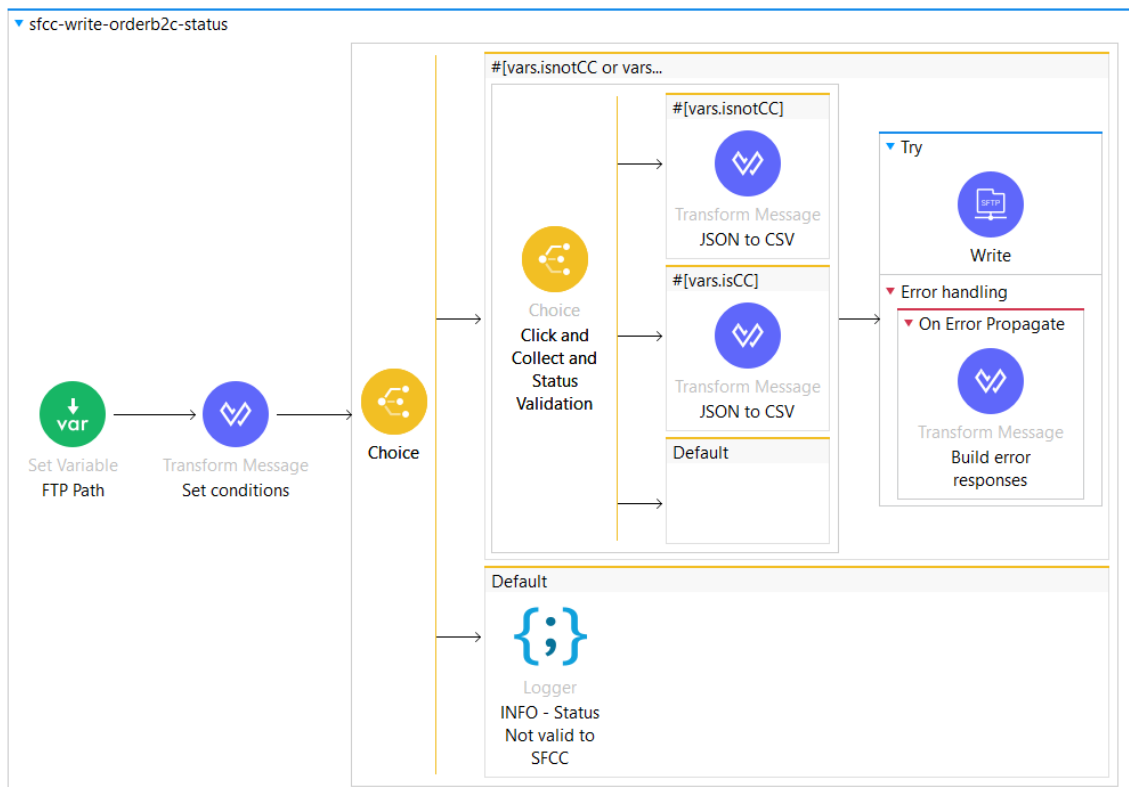 sfcc-write-orderb2c-status
Set Variable
FTP Path
var
Transform Message
Set conditions
Choice
#[vars.isnotCC or vars...
Choice
Click and
Collect and
Status
Validation
#[vars.isnotCC]
Transform Message
JSON to CSV
#[vars.isCC]
Transform Message
JSON to CSV
Default
Try
SFTP
Write
Error handling
On Error Propagate
Transform Message
Build error
responses
Default
{;}
Logger
INFO - Status
Not valid to
SFCC